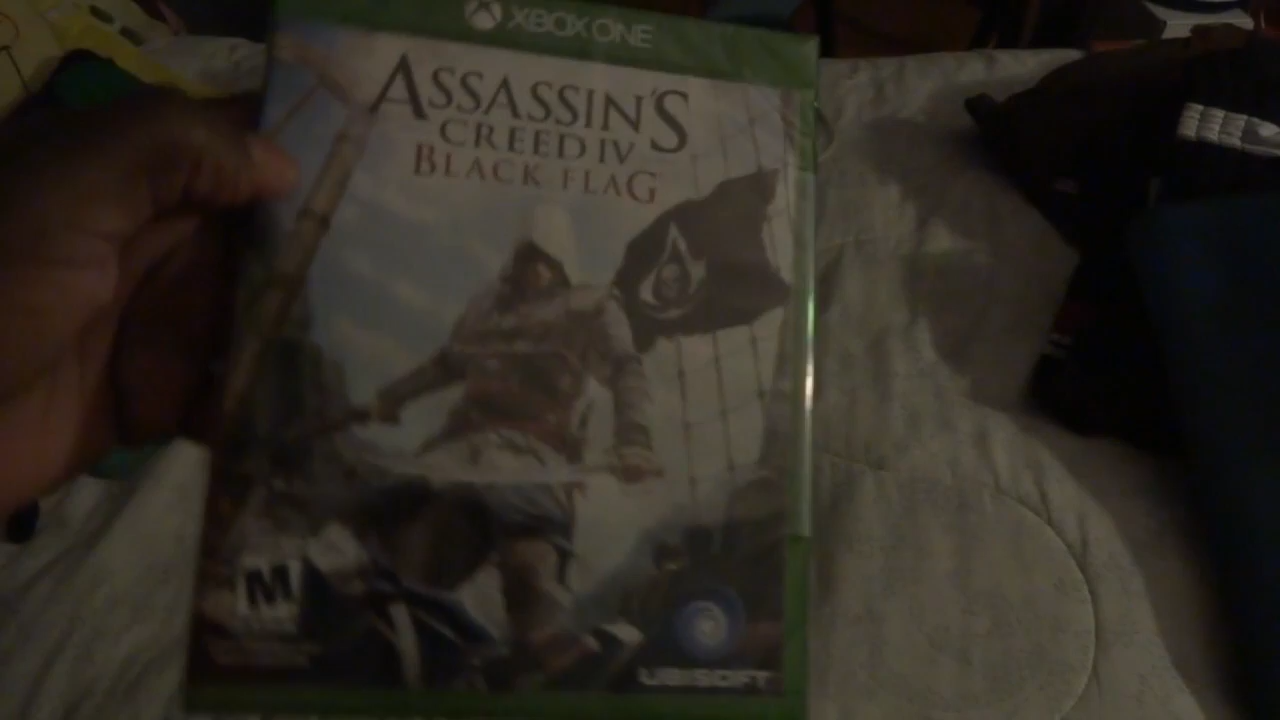 XBOX ONE
ASSASSIN'S
CREED IV
BLACK FLAG
M
UBISOFT